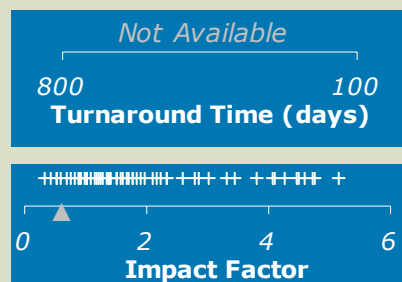 Not Available
800 100
Turnaround Time (days)
0 2 4 6
Impact Factor